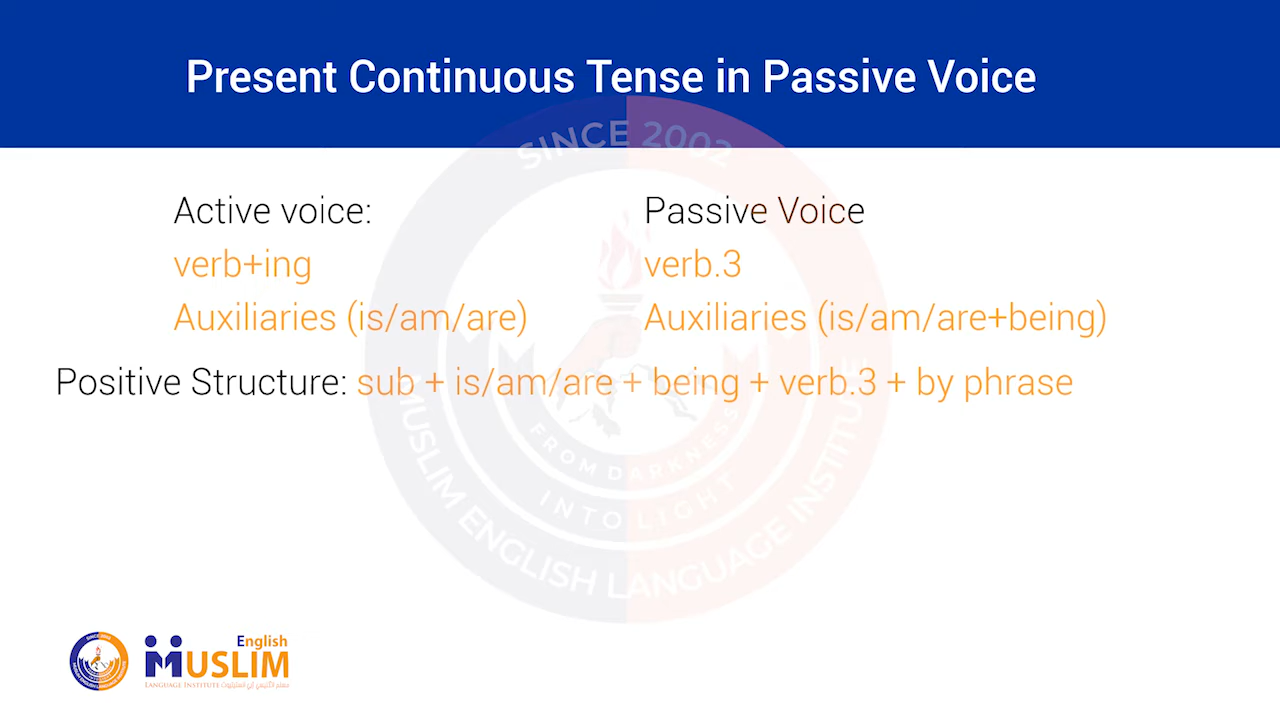 Present Continuous Tense in Passive Voice
SINCE 2002
Active voice:
Passive Voice
verb+ing
verb.3
Auxiliaries (is/am/are)
Auxiliaries (is/am/are+being)
Positive Structure: sub + is/am/are + being + verb.3 + by phrase
FROM DARKNESS
INTO LIGHT
MUSLIM ENGLISH LANGUAGE INSTITUTE
English
MUSLIM
LANGUAGE INSTITUTE